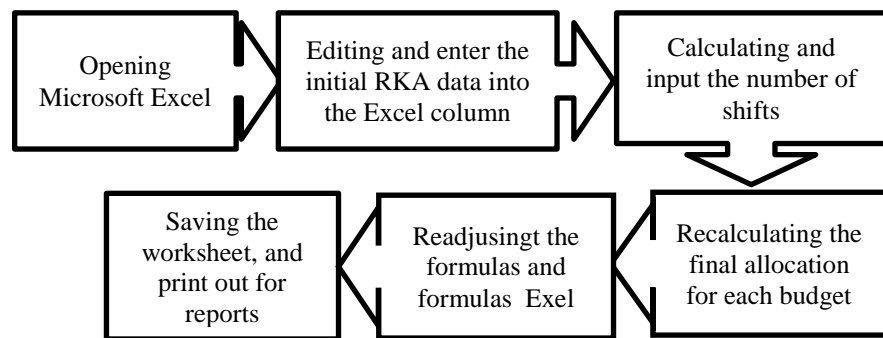 Opening
Microsoft Excel
Editing and enter the
initial RKA data into
the Excel column
Calculating and
input the number of
shifts
Recalculating the
final allocation
for each budget
Readjusingt the
formulas and
formulas Exel
Saving the
worksheet, and
print out for
reports